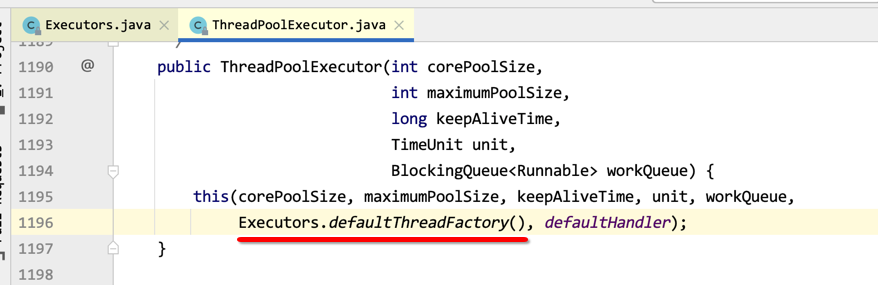 Executors.java
ThreadPoolExecutor.java
1189 /
1190 @ public ThreadPoolExecutor(int corePoolSize,
1191 int maximumPoolSize,
1192 long keepAliveTime,
1193 TimeUnit unit,
1194 BlockingQueue<Runnable> workQueue) {
1195 this(corePoolSize, maximumPoolSize, keepAliveTime, unit, workQueue,
1196 Executors.defaultThreadFactory(), defaultHandler);
1197 }
1198